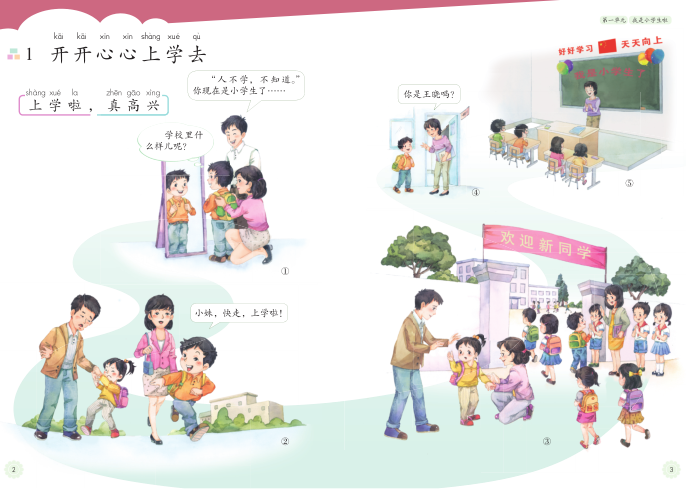 kāi kāi xīn xīn shàng xué qù
1 开开心心上学去
shàng xué la zhēn gāo xìng
上学啦，真高兴
“人不学，不知道。”
你现在是小学生了……
学校里什
么样儿呢？
①
小妹，快走，上学啦！
②
2
第一单元 我是小学生啦
你是王晓吗？
④
好好学习 天天向上
⑤
欢迎新同学
③
3